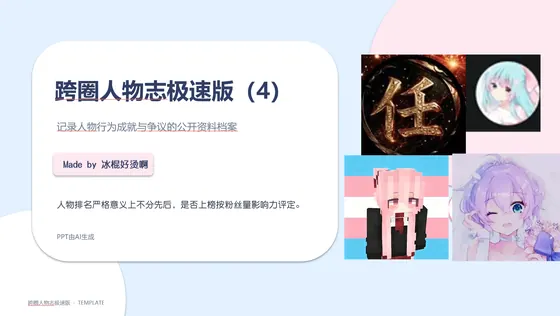 跨圈人物志极速版（4）
记录人物行为成就与争议的公开资料档案
Made by 冰棍好烫啊
人物排名严格意义上不分先后，是否上榜按粉丝量影响力评定。
PPT由AI生成
跨圈人物志极速版 · TEMPLATE
任